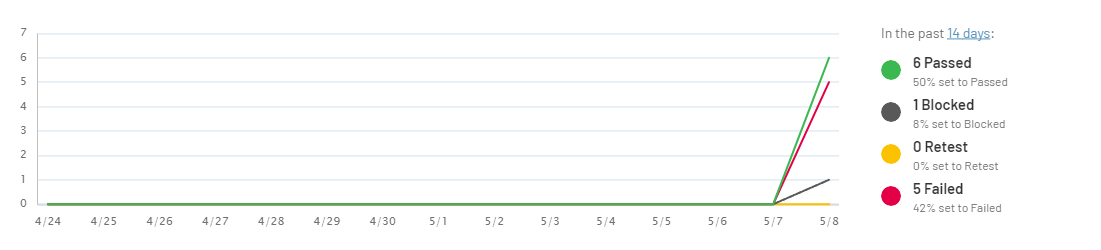 7
6
5
4
3
2
1
0
4/24 4/25 4/26 4/27 4/28 4/29 4/30 5/1 5/2 5/3 5/4 5/5 5/6 5/7 5/8
In the past 14 days:
6 Passed
50% set to Passed
1 Blocked
8% set to Blocked
0 Retest
0% set to Retest
5 Failed
42% set to Failed